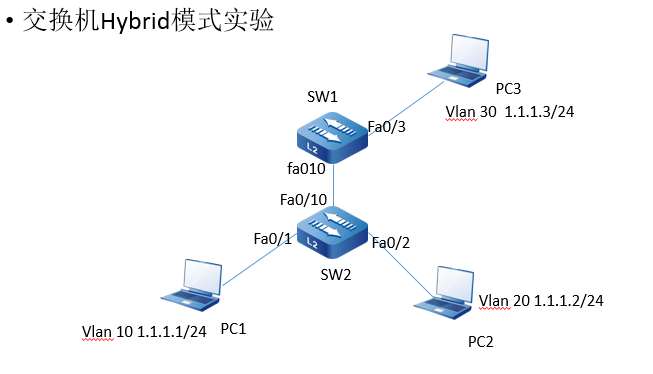 • 交换机Hybrid模式实验
SW1
PC3
Vlan 30 1.1.1.3/24
Fa0/3
L2
fa010
Fa0/10
Fa0/1
L2
Fa0/2
SW2
Vlan 20 1.1.1.2/24
Vlan 10 1.1.1.1/24
PC1
PC2